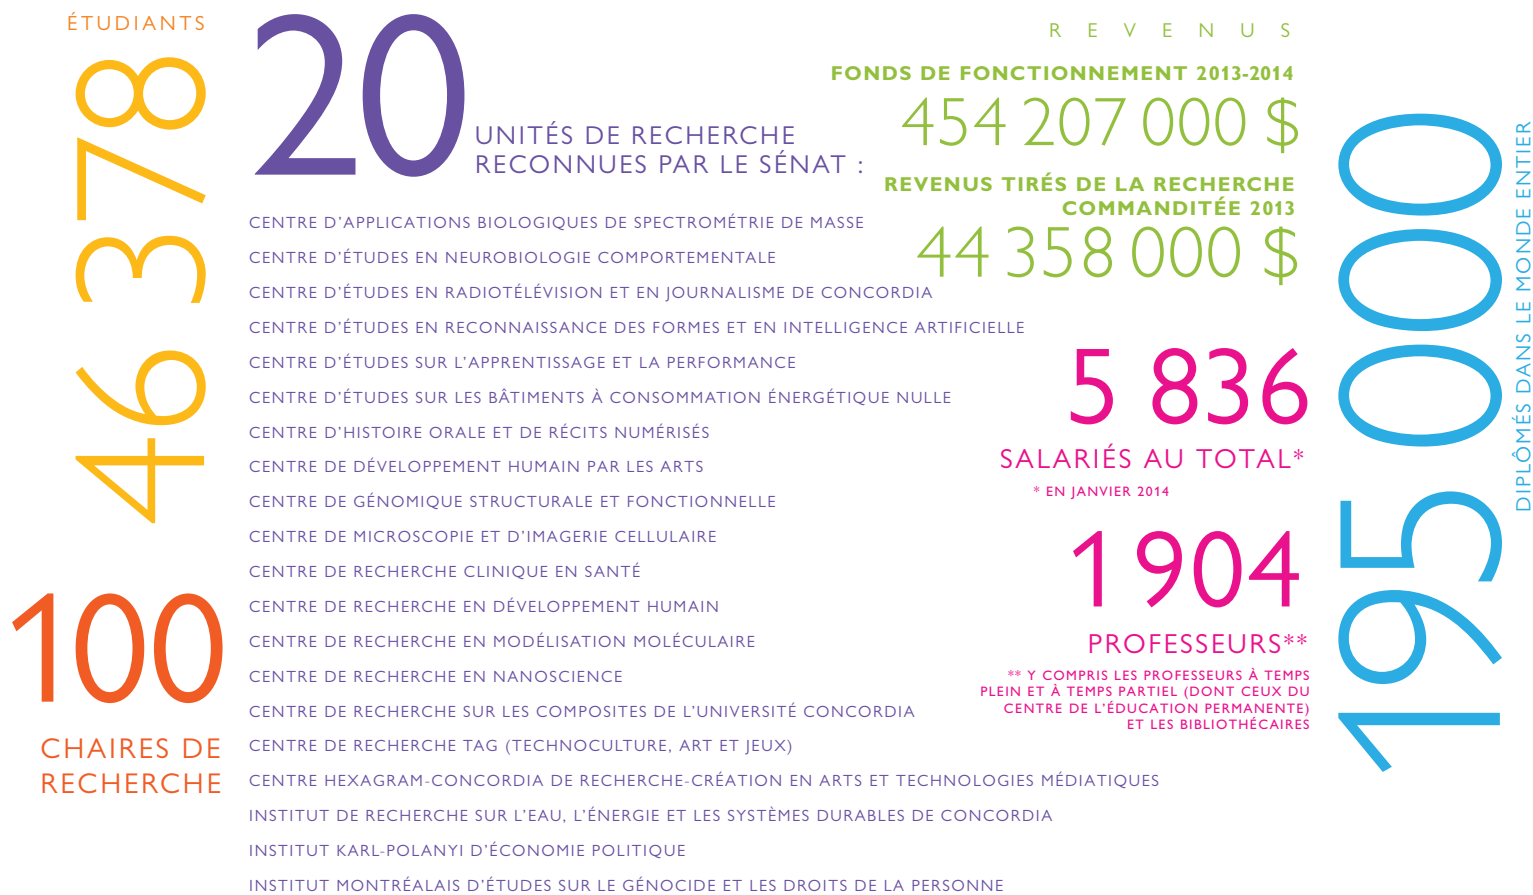 ÉTUDIANTS
46 378
100
CHAIRES DE
RECHERCHE
20
UNITÉS DE RECHERCHE
RECONNUES PAR LE SÉNAT :
CENTRE D’APPLICATIONS BIOLOGIQUES DE SPECTROMÉTRIE DE MASSE
CENTRE D’ÉTUDES EN NEUROBIOLOGIE COMPORTEMENTALE
CENTRE D’ÉTUDES EN RADIOTÉLÉVISION ET EN JOURNALISME DE CONCORDIA
CENTRE D’ÉTUDES EN RECONNAISSANCE DES FORMES ET EN INTELLIGENCE ARTIFICIELLE
CENTRE D’ÉTUDES SUR L’APPRENTISSAGE ET LA PERFORMANCE
CENTRE D’ÉTUDES SUR LES BÂTIMENTS À CONSOMMATION ÉNERGÉTIQUE NULLE
CENTRE D’HISTOIRE ORALE ET DE RÉCITS NUMÉRISÉS
CENTRE DE DÉVELOPPEMENT HUMAIN PAR LES ARTS
CENTRE DE GÉNOMIQUE STRUCTURALE ET FONCTIONNELLE
CENTRE DE MICROSCOPIE ET D’IMAGERIE CELLULAIRE
CENTRE DE RECHERCHE CLINIQUE EN SANTÉ
CENTRE DE RECHERCHE EN DÉVELOPPEMENT HUMAIN
CENTRE DE RECHERCHE EN MODÉLISATION MOLÉCULAIRE
CENTRE DE RECHERCHE EN NANOSCIENCE
CENTRE DE RECHERCHE SUR LES COMPOSITES DE L’UNIVERSITÉ CONCORDIA
CENTRE DE RECHERCHE TAG (TECHNOCULTURE, ART ET JEUX)
CENTRE HEXAGRAM-CONCORDIA DE RECHERCHE-CRÉATION EN ARTS ET TECHNOLOGIES MÉDIATIQUES
INSTITUT DE RECHERCHE SUR L’EAU, L’ÉNERGIE ET LES SYSTÈMES DURABLES DE CONCORDIA
INSTITUT KARL-POLANYI D’ÉCONOMIE POLITIQUE
INSTITUT MONTRÉALAIS D’ÉTUDES SUR LE GÉNOCIDE ET LES DROITS DE LA PERSONNE
REVENUS
FONDS DE FONCTIONNEMENT 2013-2014
454 207 000 $
REVENUS TIRÉS DE LA RECHERCHE
COMMANDITÉE 2013
44 358 000 $
5 836
SALARIÉS AU TOTAL*
* EN JANVIER 2014
1 904
PROFESSEURS**
** Y COMPRIS LES PROFESSEURS À TEMPS
PLEIN ET À TEMPS PARTIEL (DONT CEUX DU
CENTRE DE L’ÉDUCATION PERMANENTE)
ET LES BIBLIOTHÉCAIRES
195 000
DIPLÔMÉS DANS LE MONDE ENTIER